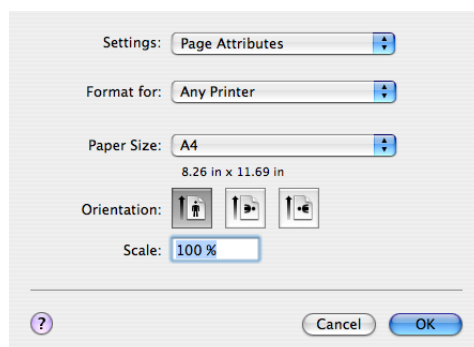 Settings: Page Attributes
Format for: Any Printer
Paper Size: A4
8.26 in x 11.69 in
Orientation:
Scale: 100 %
? Cancel OK